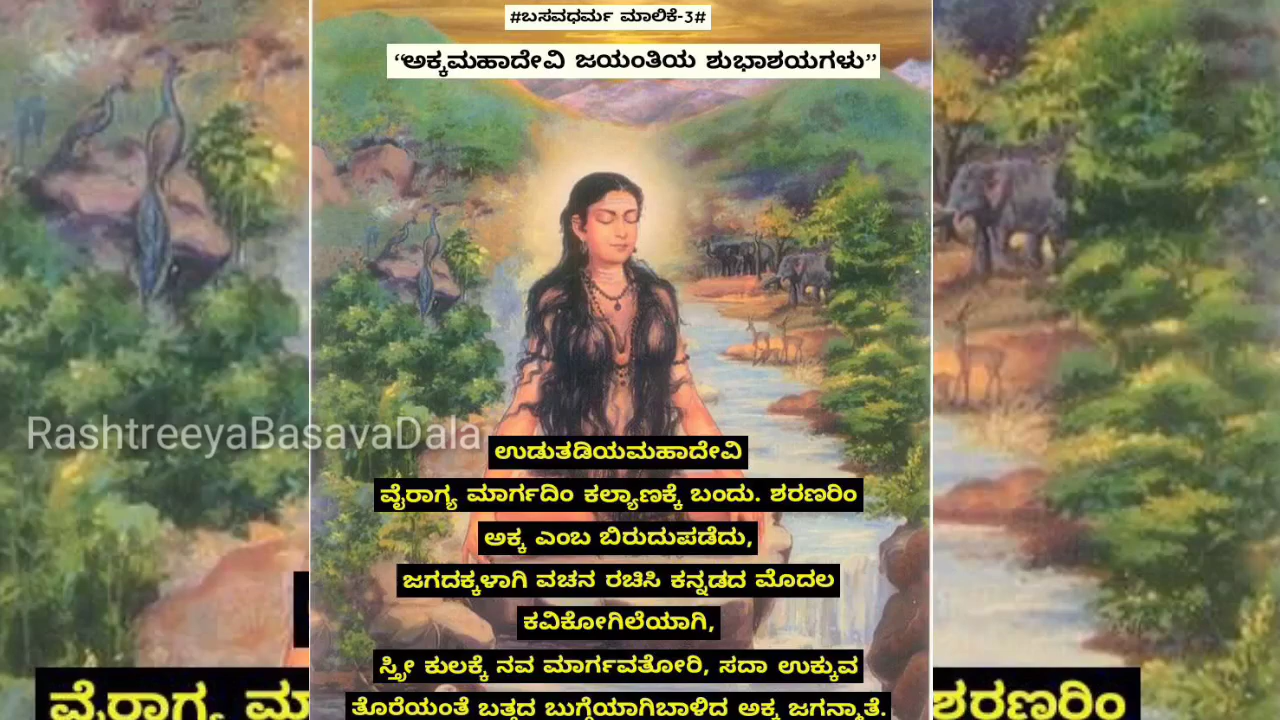 #ಬಸವಧರ್ಮ ಮಾಲಿಕೆ-3#
“ಅಕ್ಕಮಹಾದೇವಿ ಜಯಂತಿಯ ಶುಭಾಶಯಗಳು”
RashtreeyaBasavaDala
ಉಡುತಡಿಯಮಹಾದೇವಿ
ವೈರಾಗ್ಯ ಮಾರ್ಗದಿಂ ಕಲ್ಯಾಣಕ್ಕೆ ಬಂದು. ಶರಣರಿಂ
ಅಕ್ಕ ಎಂಬ ಬಿರುದುಪಡೆದು,
ಜಗದಕ್ಕಳಾಗಿ ವಚನ ರಚಿಸಿ ಕನ್ನಡದ ಮೊದಲ
ಕವಿಕೋಗಿಲೆಯಾಗಿ,
ಸ್ತ್ರೀ ಕುಲಕ್ಕೆ ನವ ಮಾರ್ಗವತೋರಿ, ಸದಾ ಉಕ್ಕುವ
ತೊರೆಯಂತೆ ಬತ್ತದ ಬುಗ್ಗೆಯಾಗಿಬಾಳಿದ ಅಕ್ಕ ಜಗನ್ಮಾತೆ.
ಶರಣರಿಂ